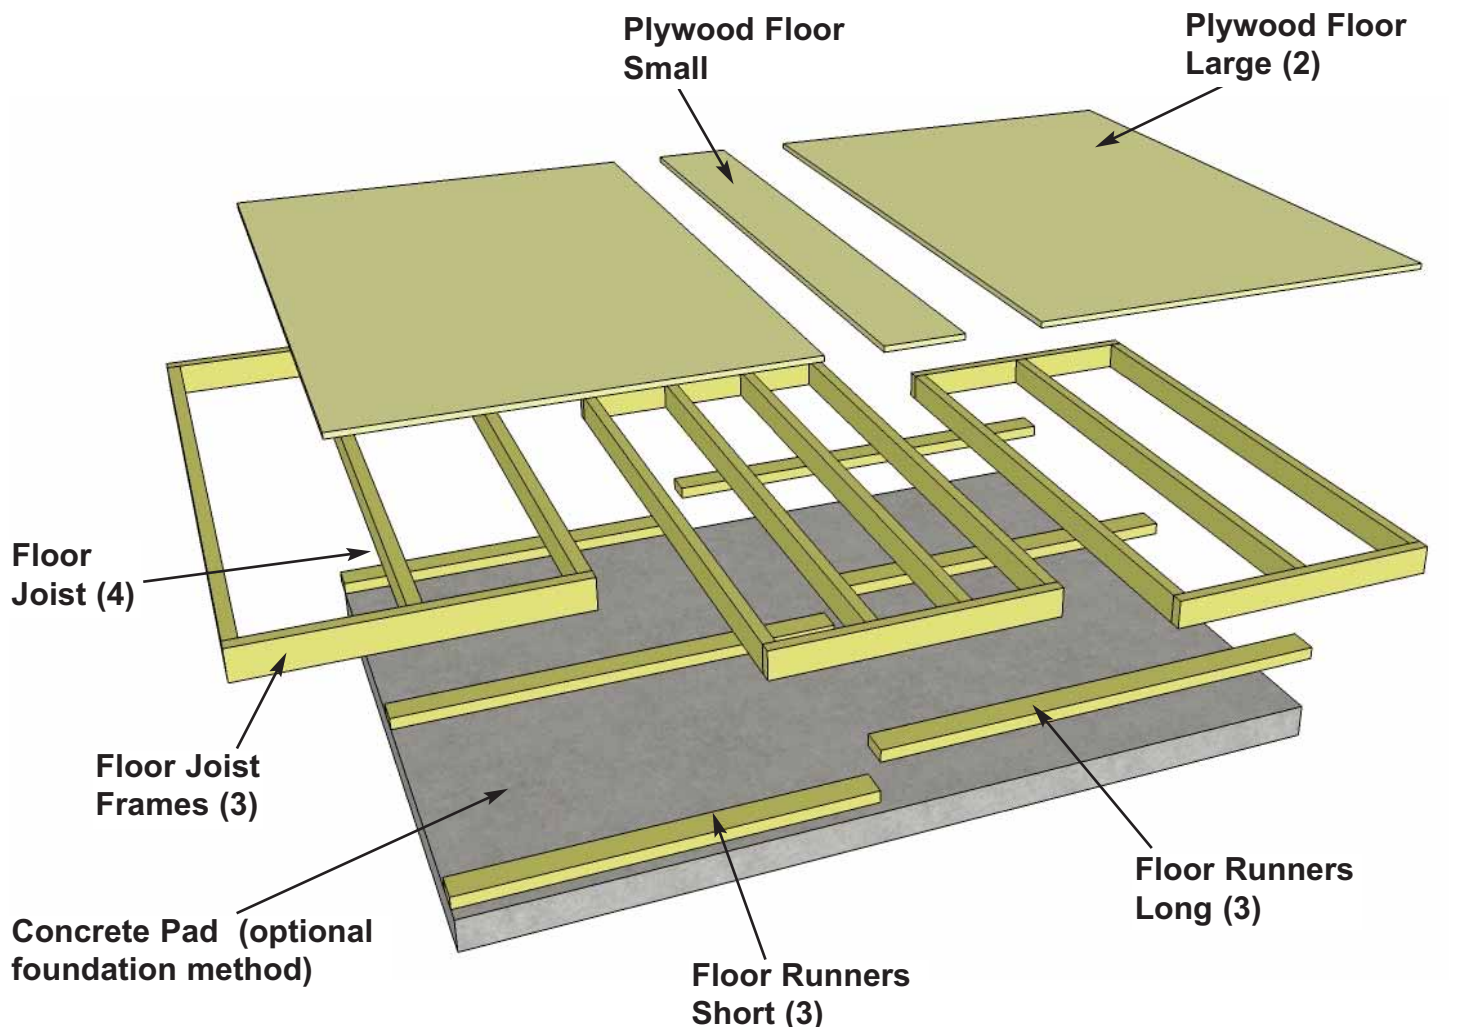 Plywood Floor
Small
Plywood Floor
Large (2)
Floor
Joist (4)
Floor Joist
Frames (3)
Concrete Pad (optional
foundation method)
Floor Runners
Short (3)
Floor Runners
Long (3)